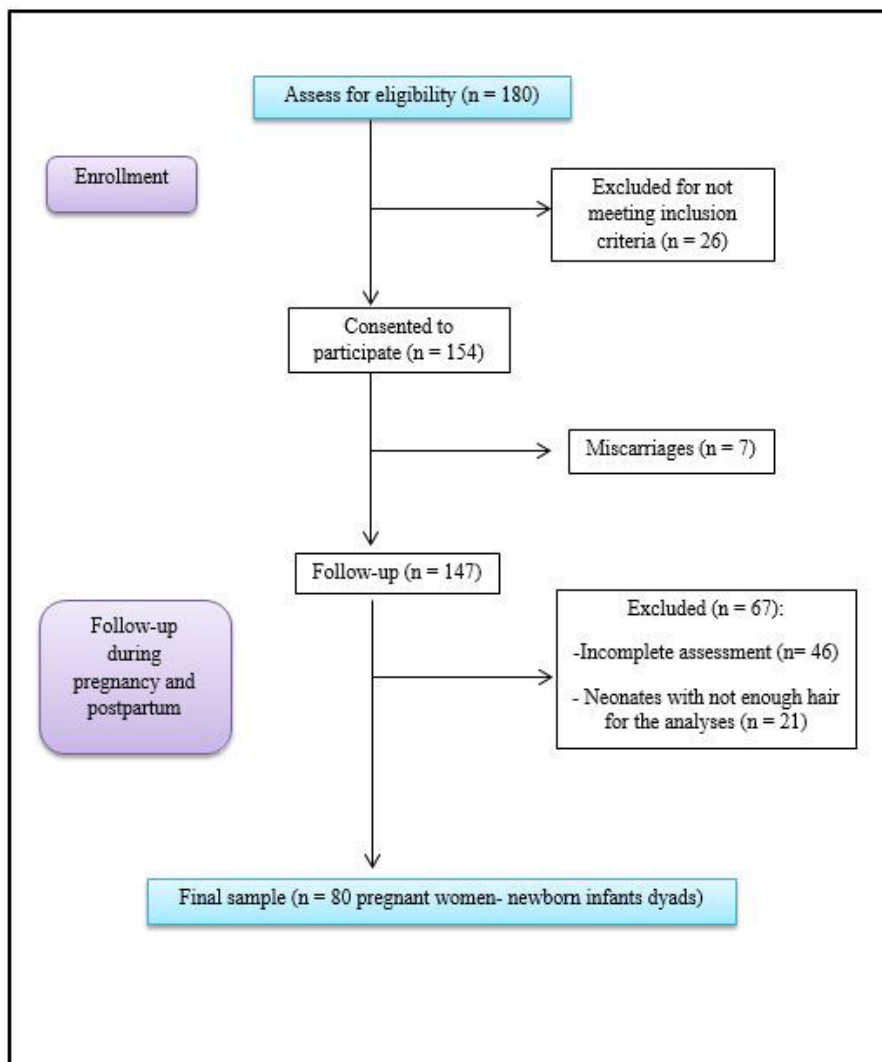 Assess for eligibility (n = 180)
Enrollment
Excluded for not
meeting inclusion
criteria (n = 26)
Consented to
participate (n = 154)
Miscarriages (n = 7)
Follow-up (n = 147)
Follow-up
during
pregnancy and
postpartum
Excluded (n = 67):
-Incomplete assessment (n= 46)
- Neonates with not enough hair
for the analyses (n = 21)
Final sample (n = 80 pregnant women- newborn infants dyads)